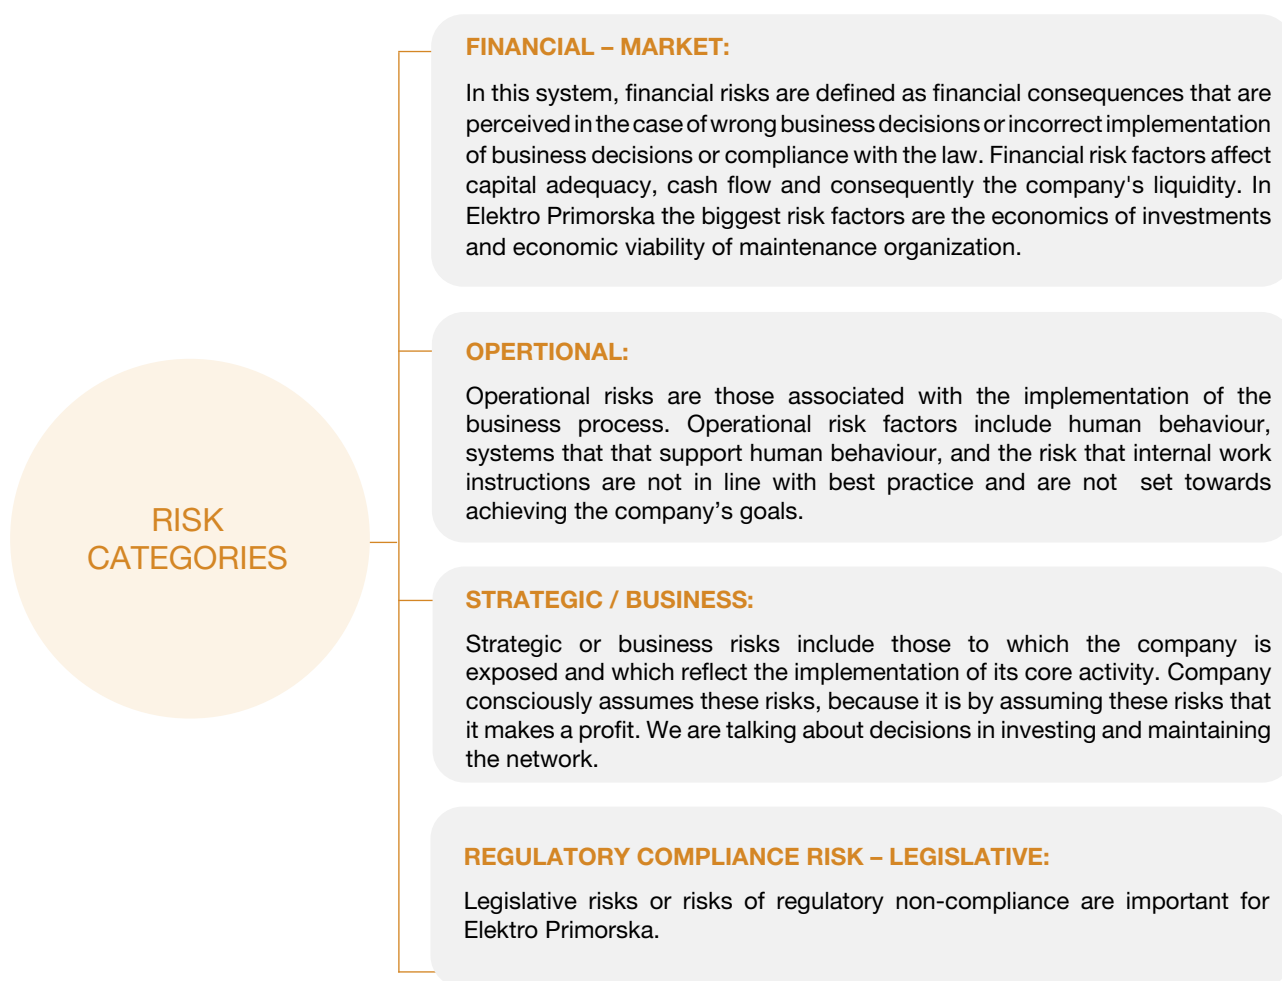 FINANCIAL – MARKET:
In this system, financial risks are defined as financial consequences that are
perceived in the case of wrong business decisions or incorrect implementation
of business decisions or compliance with the law. Financial risk factors affect
capital adequacy, cash flow and consequently the company's liquidity. In
Elektro Primorska the biggest risk factors are the economics of investments
and economic viability of maintenance organization.
OPERTIONAL:
Operational risks are those associated with the implementation of the
business process. Operational risk factors include human behaviour,
systems that that support human behaviour, and the risk that internal work
instructions are not in line with best practice and are not set towards
achieving the company’s goals.
RISK
CATEGORIES
STRATEGIC / BUSINESS:
Strategic or business risks include those to which the company is
exposed and which reflect the implementation of its core activity. Company
consciously assumes these risks, because it is by assuming these risks that
it makes a profit. We are talking about decisions in investing and maintaining
the network.
REGULATORY COMPLIANCE RISK – LEGISLATIVE:
Legislative risks or risks of regulatory non-compliance are important for
Elektro Primorska.